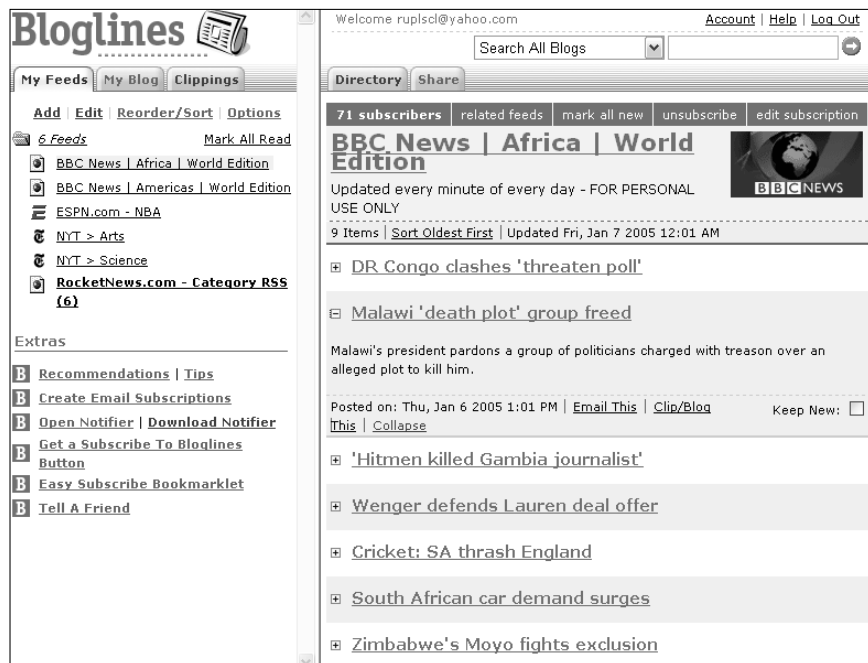 Bloglines
My Feeds My Blog Clippings
Add | Edit | Reorder/Sort | Options
6 Feeds Mark All Read
BBC News | Africa | World Edition
BBC News | Americas | World Edition
ESPN.com - NBA
NYT > Arts
NYT > Science
RocketNews.com - Category RSS
(6)
Extras
Recommendations | Tips
Create Email Subscriptions
Open Notifier | Download Notifier
Get a Subscribe To Bloglines
Button
Easy Subscribe Bookmarklet
Tell A Friend
Welcome ruplscl@yahoo.com Account | Help | Log Out
Search All Blogs
Directory Share
71 subscribers | related feeds | mark all new | unsubscribe | edit subscription
BBC News | Africa | World
Edition
BBC NEWS
Updated every minute of every day - FOR PERSONAL
USE ONLY
9 Items | Sort Oldest First | Updated Fri, Jan 7 2005 12:01 AM
DR Congo clashes 'threaten poll'
Malawi 'death plot' group freed
Malawi's president pardons a group of politicians charged with treason over an
alleged plot to kill him.
Posted on: Thu, Jan 6 2005 1:01 PM | Email This | Clip/Blog
This | Collapse Keep New:
'Hitmen killed Gambia journalist'
Wenger defends Lauren deal offer
Cricket: SA thrash England
South African car demand surges
Zimbabwe's Moyo fights exclusion